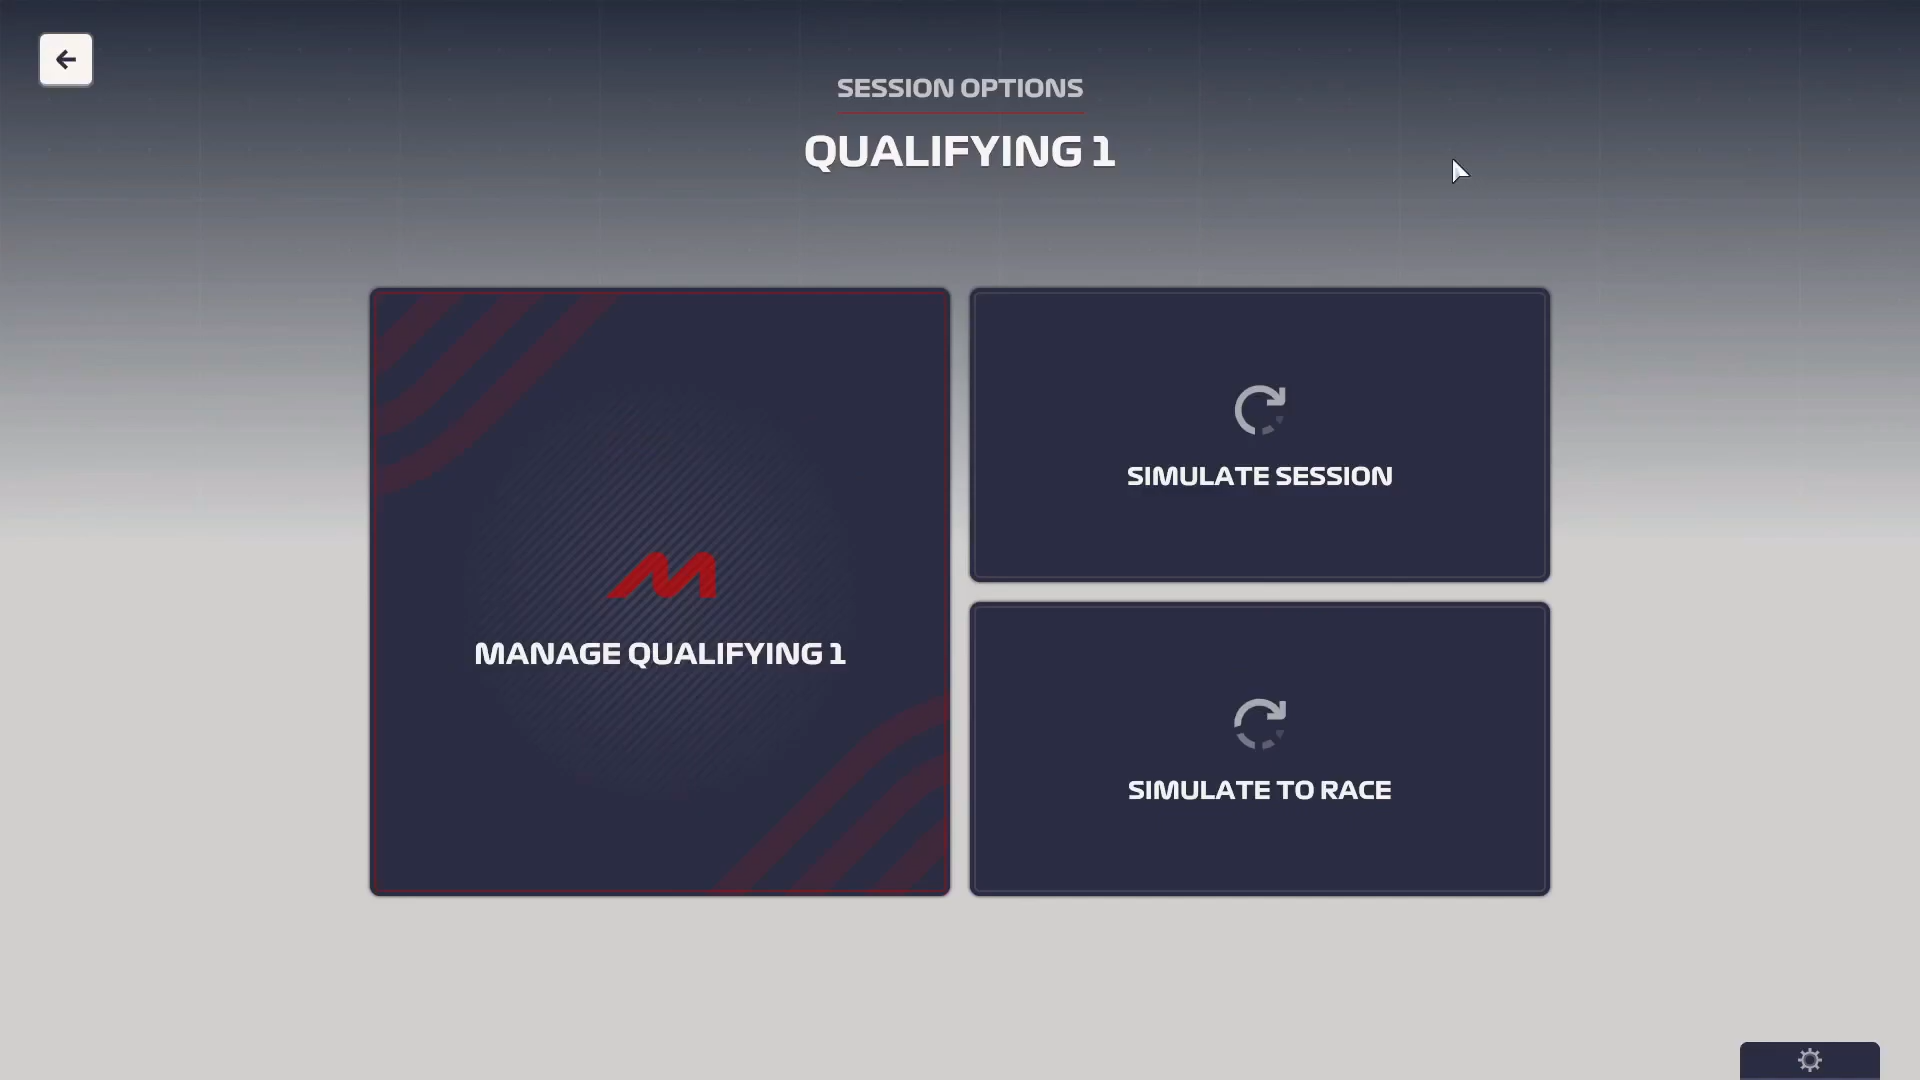 SESSION OPTIONS
QUALIFYING 1
MANAGE QUALIFYING 1
SIMULATE SESSION
SIMULATE TO RACE